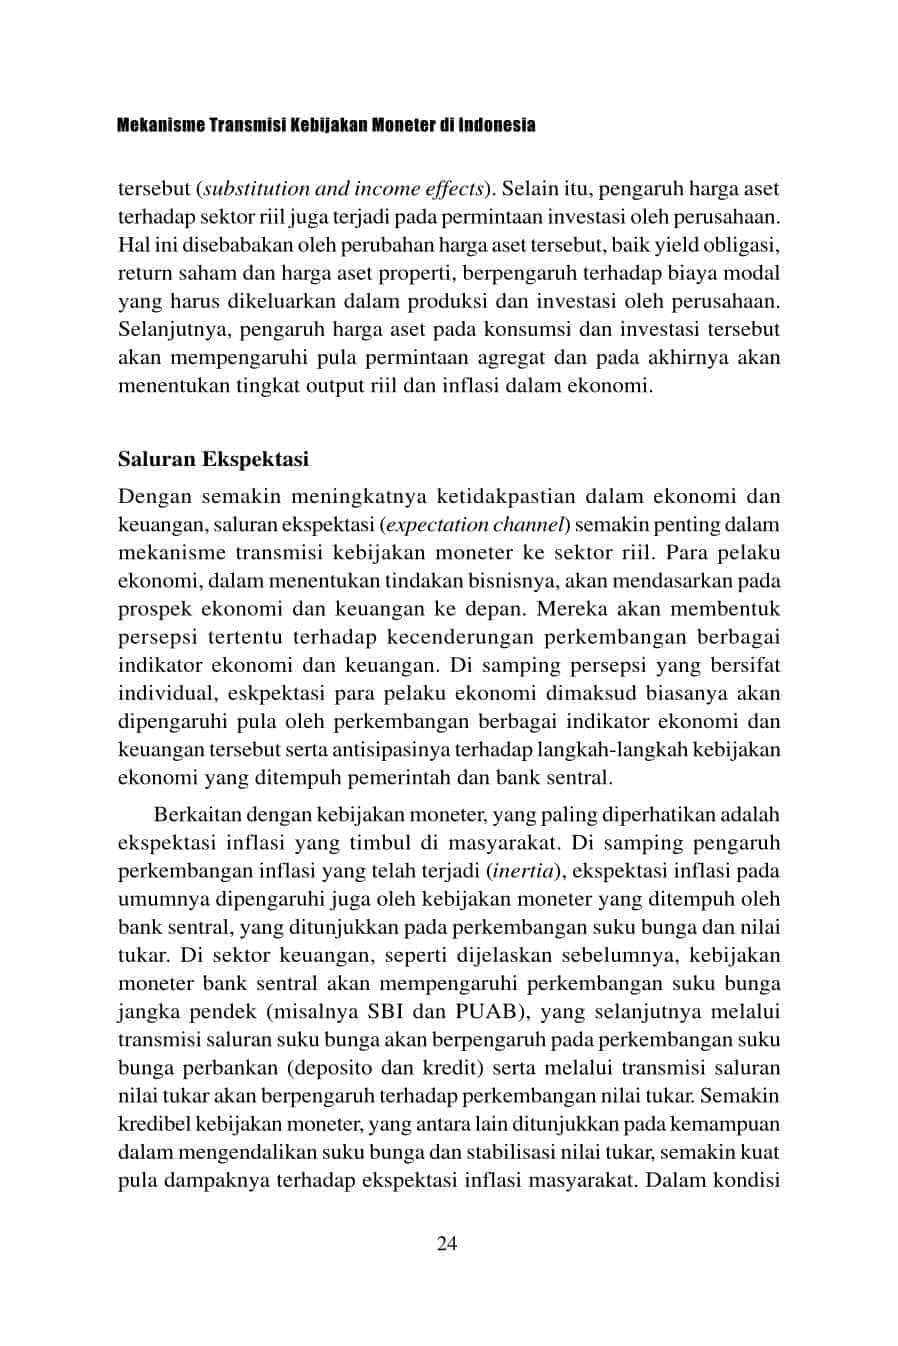 Mekanisme Transmisi Kebijakan Moneter di Indonesia
tersebut (substitution and income effects). Selain itu, pengaruh harga aset
terhadap sektor riil juga terjadi pada permintaan investasi oleh perusahaan.
Hal ini disebabakan oleh perubahan harga aset tersebut, baik yield obligasi,
return saham dan harga aset properti, berpengaruh terhadap biaya modal
yang harus dikeluarkan dalam produksi dan investasi oleh perusahaan.
Selanjutnya, pengaruh harga aset pada konsumsi dan investasi tersebut
akan mempengaruhi pula permintaan agregat dan pada akhirnya akan
menentukan tingkat output riil dan inflasi dalam ekonomi.
Saluran Ekspektasi
Dengan semakin meningkatnya ketidakpastian dalam ekonomi dan
keuangan, saluran ekspektasi (expectation channel) semakin penting dalam
mekanisme transmisi kebijakan moneter ke sektor riil. Para pelaku
ekonomi, dalam menentukan tindakan bisnisnya, akan mendasarkan pada
prospek ekonomi dan keuangan ke depan. Mereka akan membentuk
persepsi tertentu terhadap kecenderungan perkembangan berbagai
indikator ekonomi dan keuangan. Di samping persepsi yang bersifat
individual, eskpektasi para pelaku ekonomi dimaksud biasanya akan
dipengaruhi pula oleh perkembangan berbagai indikator ekonomi dan
keuangan tersebut serta antisipasinya terhadap langkah-langkah kebijakan
ekonomi yang ditempuh pemerintah dan bank sentral.
Berkaitan dengan kebijakan moneter, yang paling diperhatikan adalah
ekspektasi inflasi yang timbul di masyarakat. Di samping pengaruh
perkembangan inflasi yang telah terjadi (inertia), ekspektasi inflasi pada
umumnya dipengaruhi juga oleh kebijakan moneter yang ditempuh oleh
bank sentral, yang ditunjukkan pada perkembangan suku bunga dan nilai
tukar. Di sektor keuangan, seperti dijelaskan sebelumnya, kebijakan
moneter bank sentral akan mempengaruhi perkembangan suku bunga
jangka pendek (misalnya SBI dan PUAB), yang selanjutnya melalui
transmisi saluran suku bunga akan berpengaruh pada perkembangan suku
bunga perbankan (deposito dan kredit) serta melalui transmisi saluran
nilai tukar akan berpengaruh terhadap perkembangan nilai tukar. Semakin
kredibel kebijakan moneter, yang antara lain ditunjukkan pada kemampuan
dalam mengendalikan suku bunga dan stabilisasi nilai tukar, semakin kuat
pula dampaknya terhadap ekspektasi inflasi masyarakat. Dalam kondisi
24